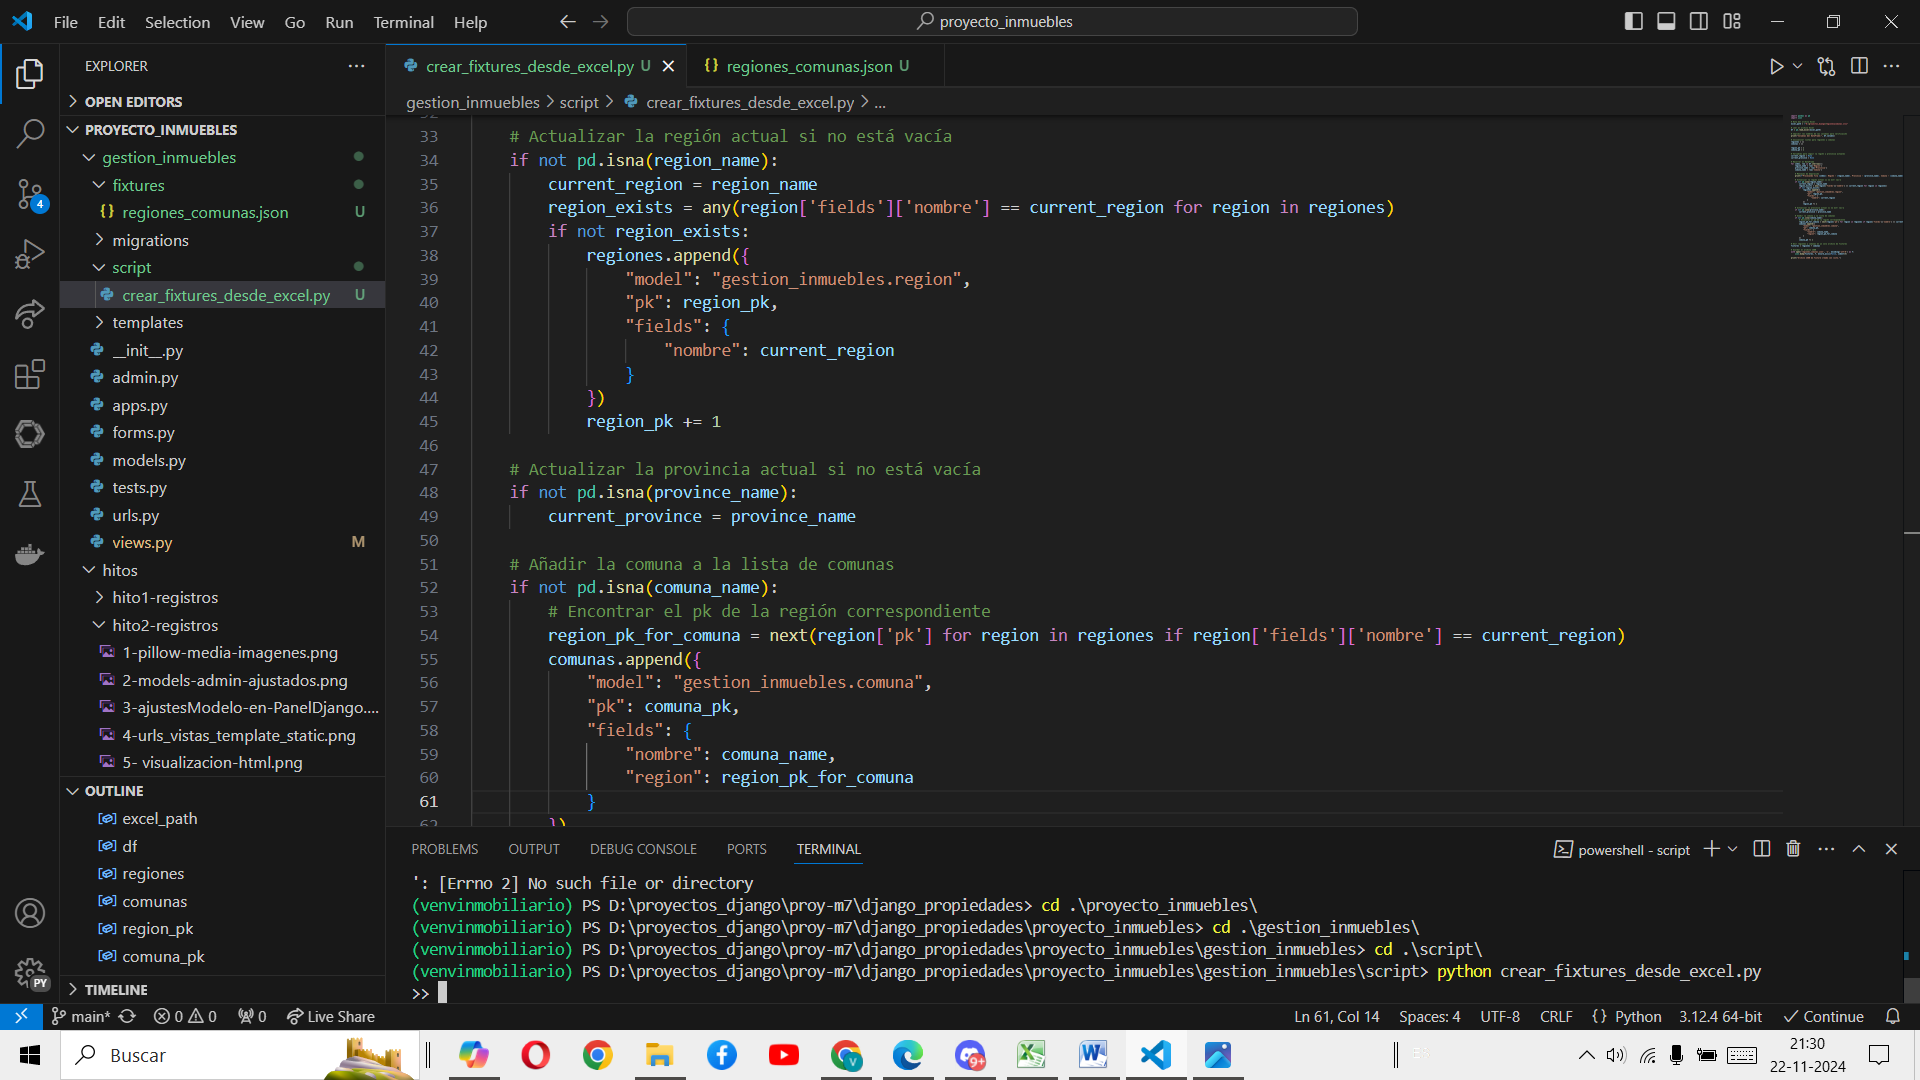 File Edit Selection View Go Run Terminal Help
proyecto_inmuebles
EXPLORER
OPEN EDITORS
PROYECTO_INMUEBLES
gestion_inmuebles
fixtures
regiones_comunas.json U
migrations
script
crear_fixtures_desde_excel.py U
templates
__init__.py
admin.py
apps.py
forms.py
models.py
tests.py
urls.py
views.py M
hitos
hito1-registros
hito2-registros
1-pillow-media-imagenes.png
2-models-admin-ajustados.png
3-ajustesModelo-en-PanelDjango....
4-urls_vistas_template_static.png
5- visualizacion-html.png
OUTLINE
excel_path
df
regiones
comunas
region_pk
comuna_pk
TIMELINE
4
PY
crear_fixtures_desde_excel.py U
{} regiones_comunas.json U
gestion_inmuebles > script > crear_fixtures_desde_excel.py > ...
32
33 # Actualizar la región actual si no está vacía
34 if not pd.isna(region_name):
35 current_region = region_name
36 region_exists = any(region['fields']['nombre'] == current_region for region in regiones)
37 if not region_exists:
38 regiones.append({
39 "model": "gestion_inmuebles.region",
40 "pk": region_pk,
41 "fields": {
42 "nombre": current_region
43 }
44 })
45 region_pk += 1
46
47 # Actualizar la provincia actual si no está vacía
48 if not pd.isna(province_name):
49 current_province = province_name
50
51 # Añadir la comuna a la lista de comunas
52 if not pd.isna(comuna_name):
53 # Encontrar el pk de la región correspondiente
54 region_pk_for_comuna = next(region['pk'] for region in regiones if region['fields']['nombre'] == current_region)
55 comunas.append({
56 "model": "gestion_inmuebles.comuna",
57 "pk": comuna_pk,
58 "fields": {
59 "nombre": comuna_name,
60 "region": region_pk_for_comuna
61 }
62 })
PROBLEMS OUTPUT DEBUG CONSOLE PORTS TERMINAL
powershell - script
': [Errno 2] No such file or directory
(venvinmobiliario) PS D:\proyectos_django\proy-m7\django_propiedades> cd .\proyecto_inmuebles\
(venvinmobiliario) PS D:\proyectos_django\proy-m7\django_propiedades\proyecto_inmuebles> cd .\gestion_inmuebles\
(venvinmobiliario) PS D:\proyectos_django\proy-m7\django_propiedades\proyecto_inmuebles\gestion_inmuebles> cd .\script\
(venvinmobiliario) PS D:\proyectos_django\proy-m7\django_propiedades\proyecto_inmuebles\gestion_inmuebles\script> python crear_fixtures_desde_excel.py
>>
main* 0 0 0 Live Share
Ln 61, Col 14 Spaces: 4 UTF-8 CRLF {} Python 3.12.4 64-bit Continue
Buscar
9+
21:30
22-11-2024